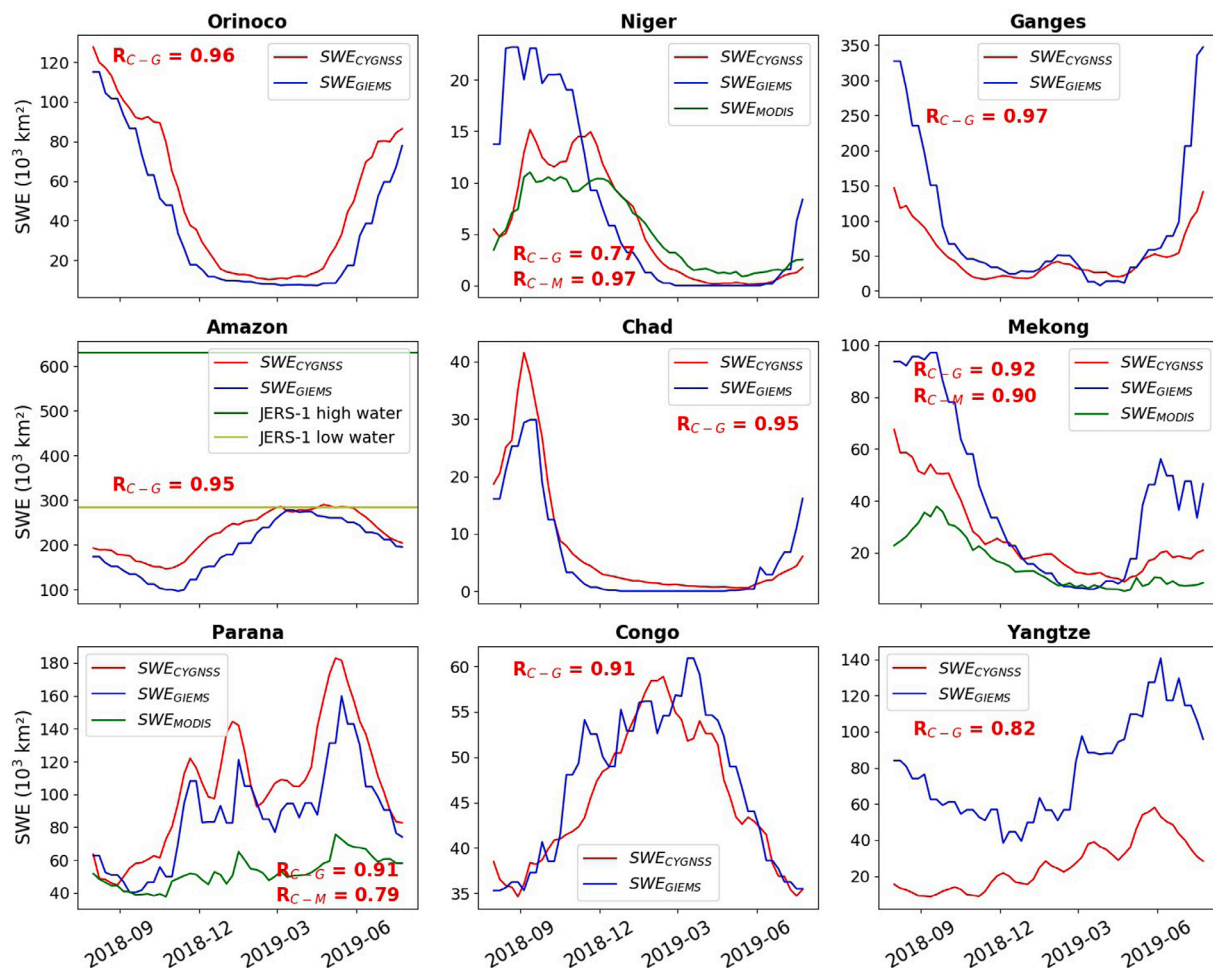 Orinoco
SWE (10³ km²)
120
100
80
60
40
20
R_C-G = 0.96
SWE_CYGNSS
SWE_GIEMS
Niger
20
15
10
5
0
SWE_CYGNSS
SWE_GIEMS
SWE_MODIS
R_C-G = 0.77
R_C-M = 0.97
Ganges
350
300
250
200
150
100
50
0
SWE_CYGNSS
SWE_GIEMS
R_C-G = 0.97
Amazon
SWE (10³ km²)
600
500
400
300
200
100
SWE_CYGNSS
SWE_GIEMS
JERS-1 high water
JERS-1 low water
R_C-G = 0.95
Chad
40
30
20
10
0
SWE_CYGNSS
SWE_GIEMS
R_C-G = 0.95
Mekong
100
80
60
40
20
R_C-G = 0.92
R_C-M = 0.90
SWE_CYGNSS
SWE_GIEMS
SWE_MODIS
Parana
SWE (10³ km²)
180
160
140
120
100
80
60
40
SWE_CYGNSS
SWE_GIEMS
SWE_MODIS
R_C-G = 0.91
R_C-M = 0.79
2018-09
2018-12
2019-03
2019-06
Congo
60
55
50
45
40
35
R_C-G = 0.91
SWE_CYGNSS
SWE_GIEMS
2018-09
2018-12
2019-03
2019-06
Yangtze
140
120
100
80
60
40
20
SWE_CYGNSS
SWE_GIEMS
R_C-G = 0.82
2018-09
2018-12
2019-03
2019-06